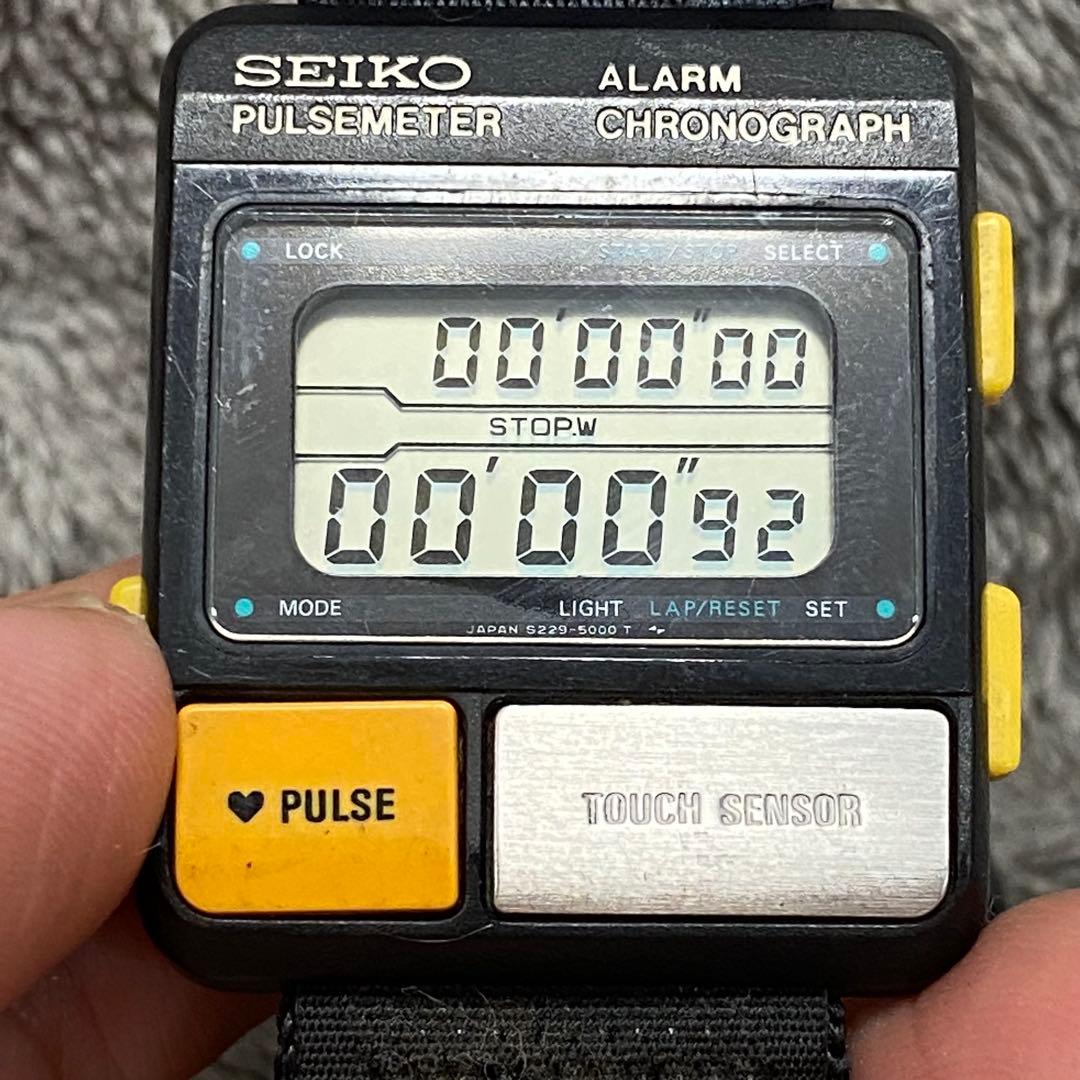 SEIKO ALARM
PULSEMETER CHRONOGRAPH
LOCK START/STOP SELECT
00'00"00
STOP.W
00'00"92
MODE LIGHT LAP/RESET SET
JAPAN S229-5000 T
♥ PULSE TOUCH SENSOR